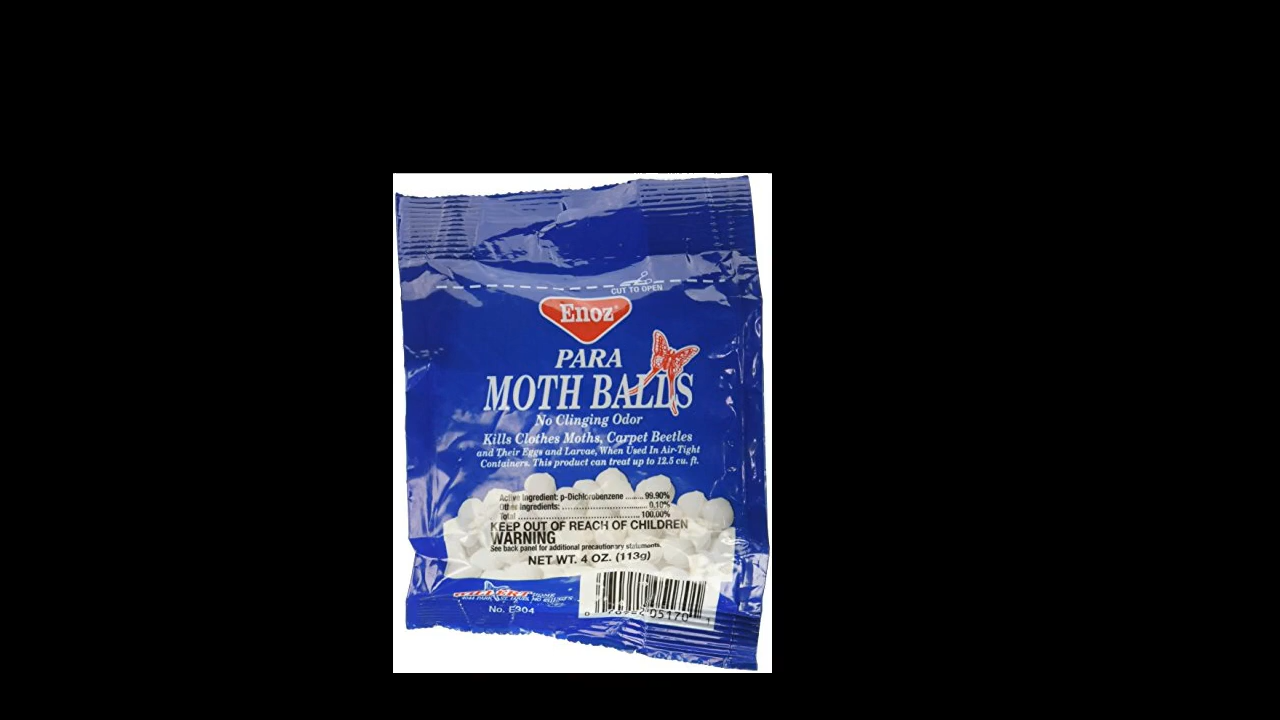 CUT TO OPEN
Enoz®
PARA
MOTH BALLS
No Clinging Odor
Kills Clothes Moths, Carpet Beetles
and Their Eggs and Larvae, When Used In Air-Tight
Containers. This product can treat up to 12.5 cu. ft.
Active Ingredient: p-Dichlorobenzene ........ 99.90%
Other Ingredients: ........................... 0.10%
Total ........................................ 100.00%
KEEP OUT OF REACH OF CHILDREN
WARNING
See back panel for additional precautionary statements.
NET WT. 4 OZ. (113g)
No. E304